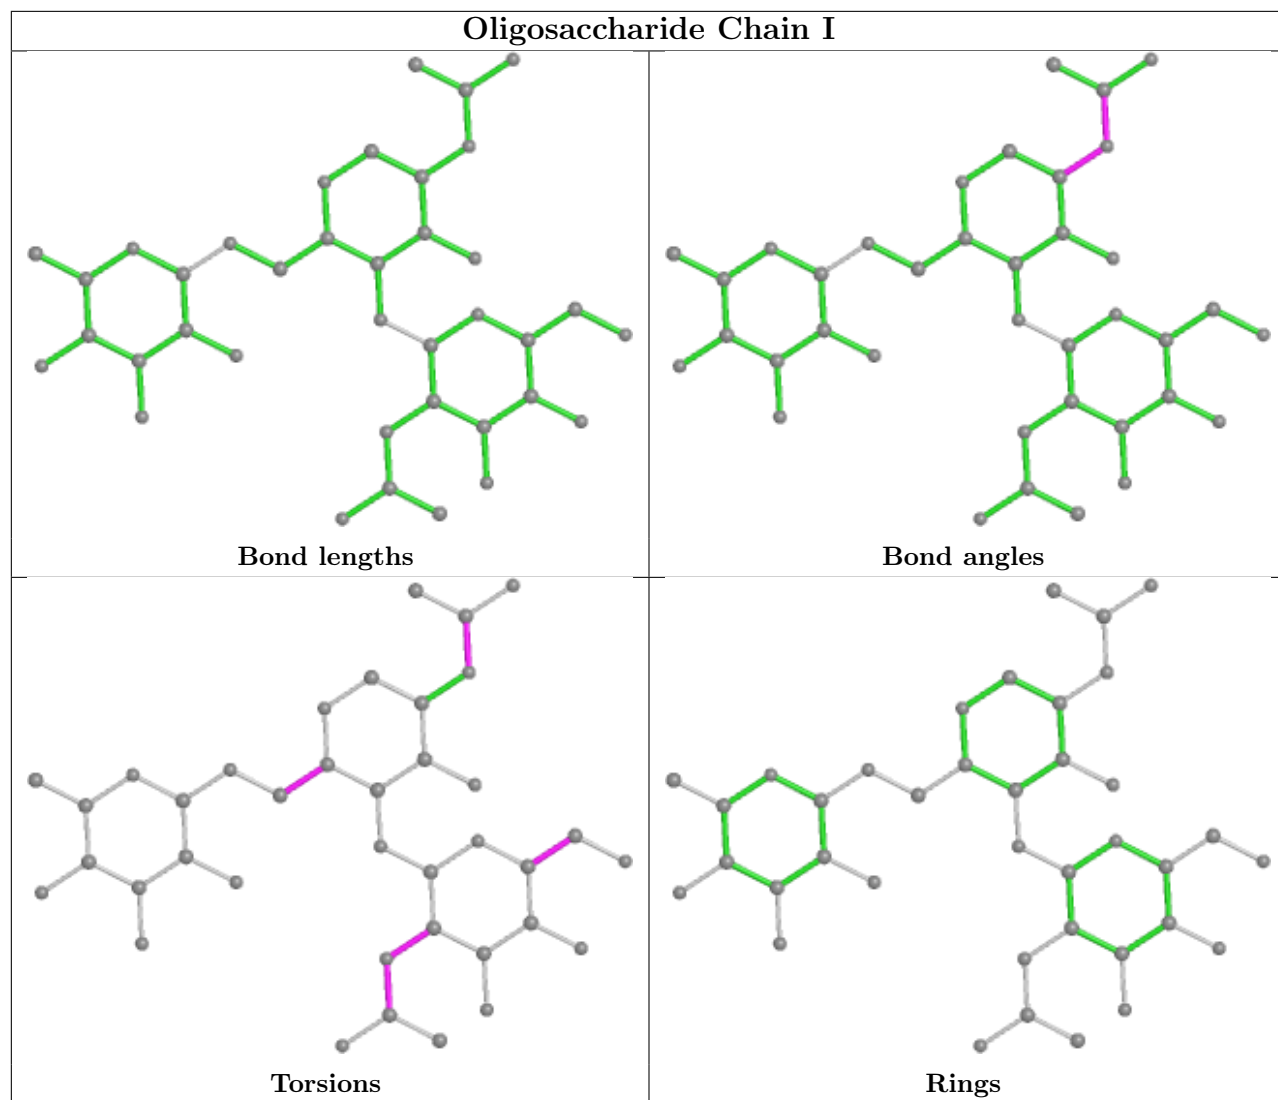 Oligosaccharide Chain I
Bond lengths
Bond angles
Torsions
Rings